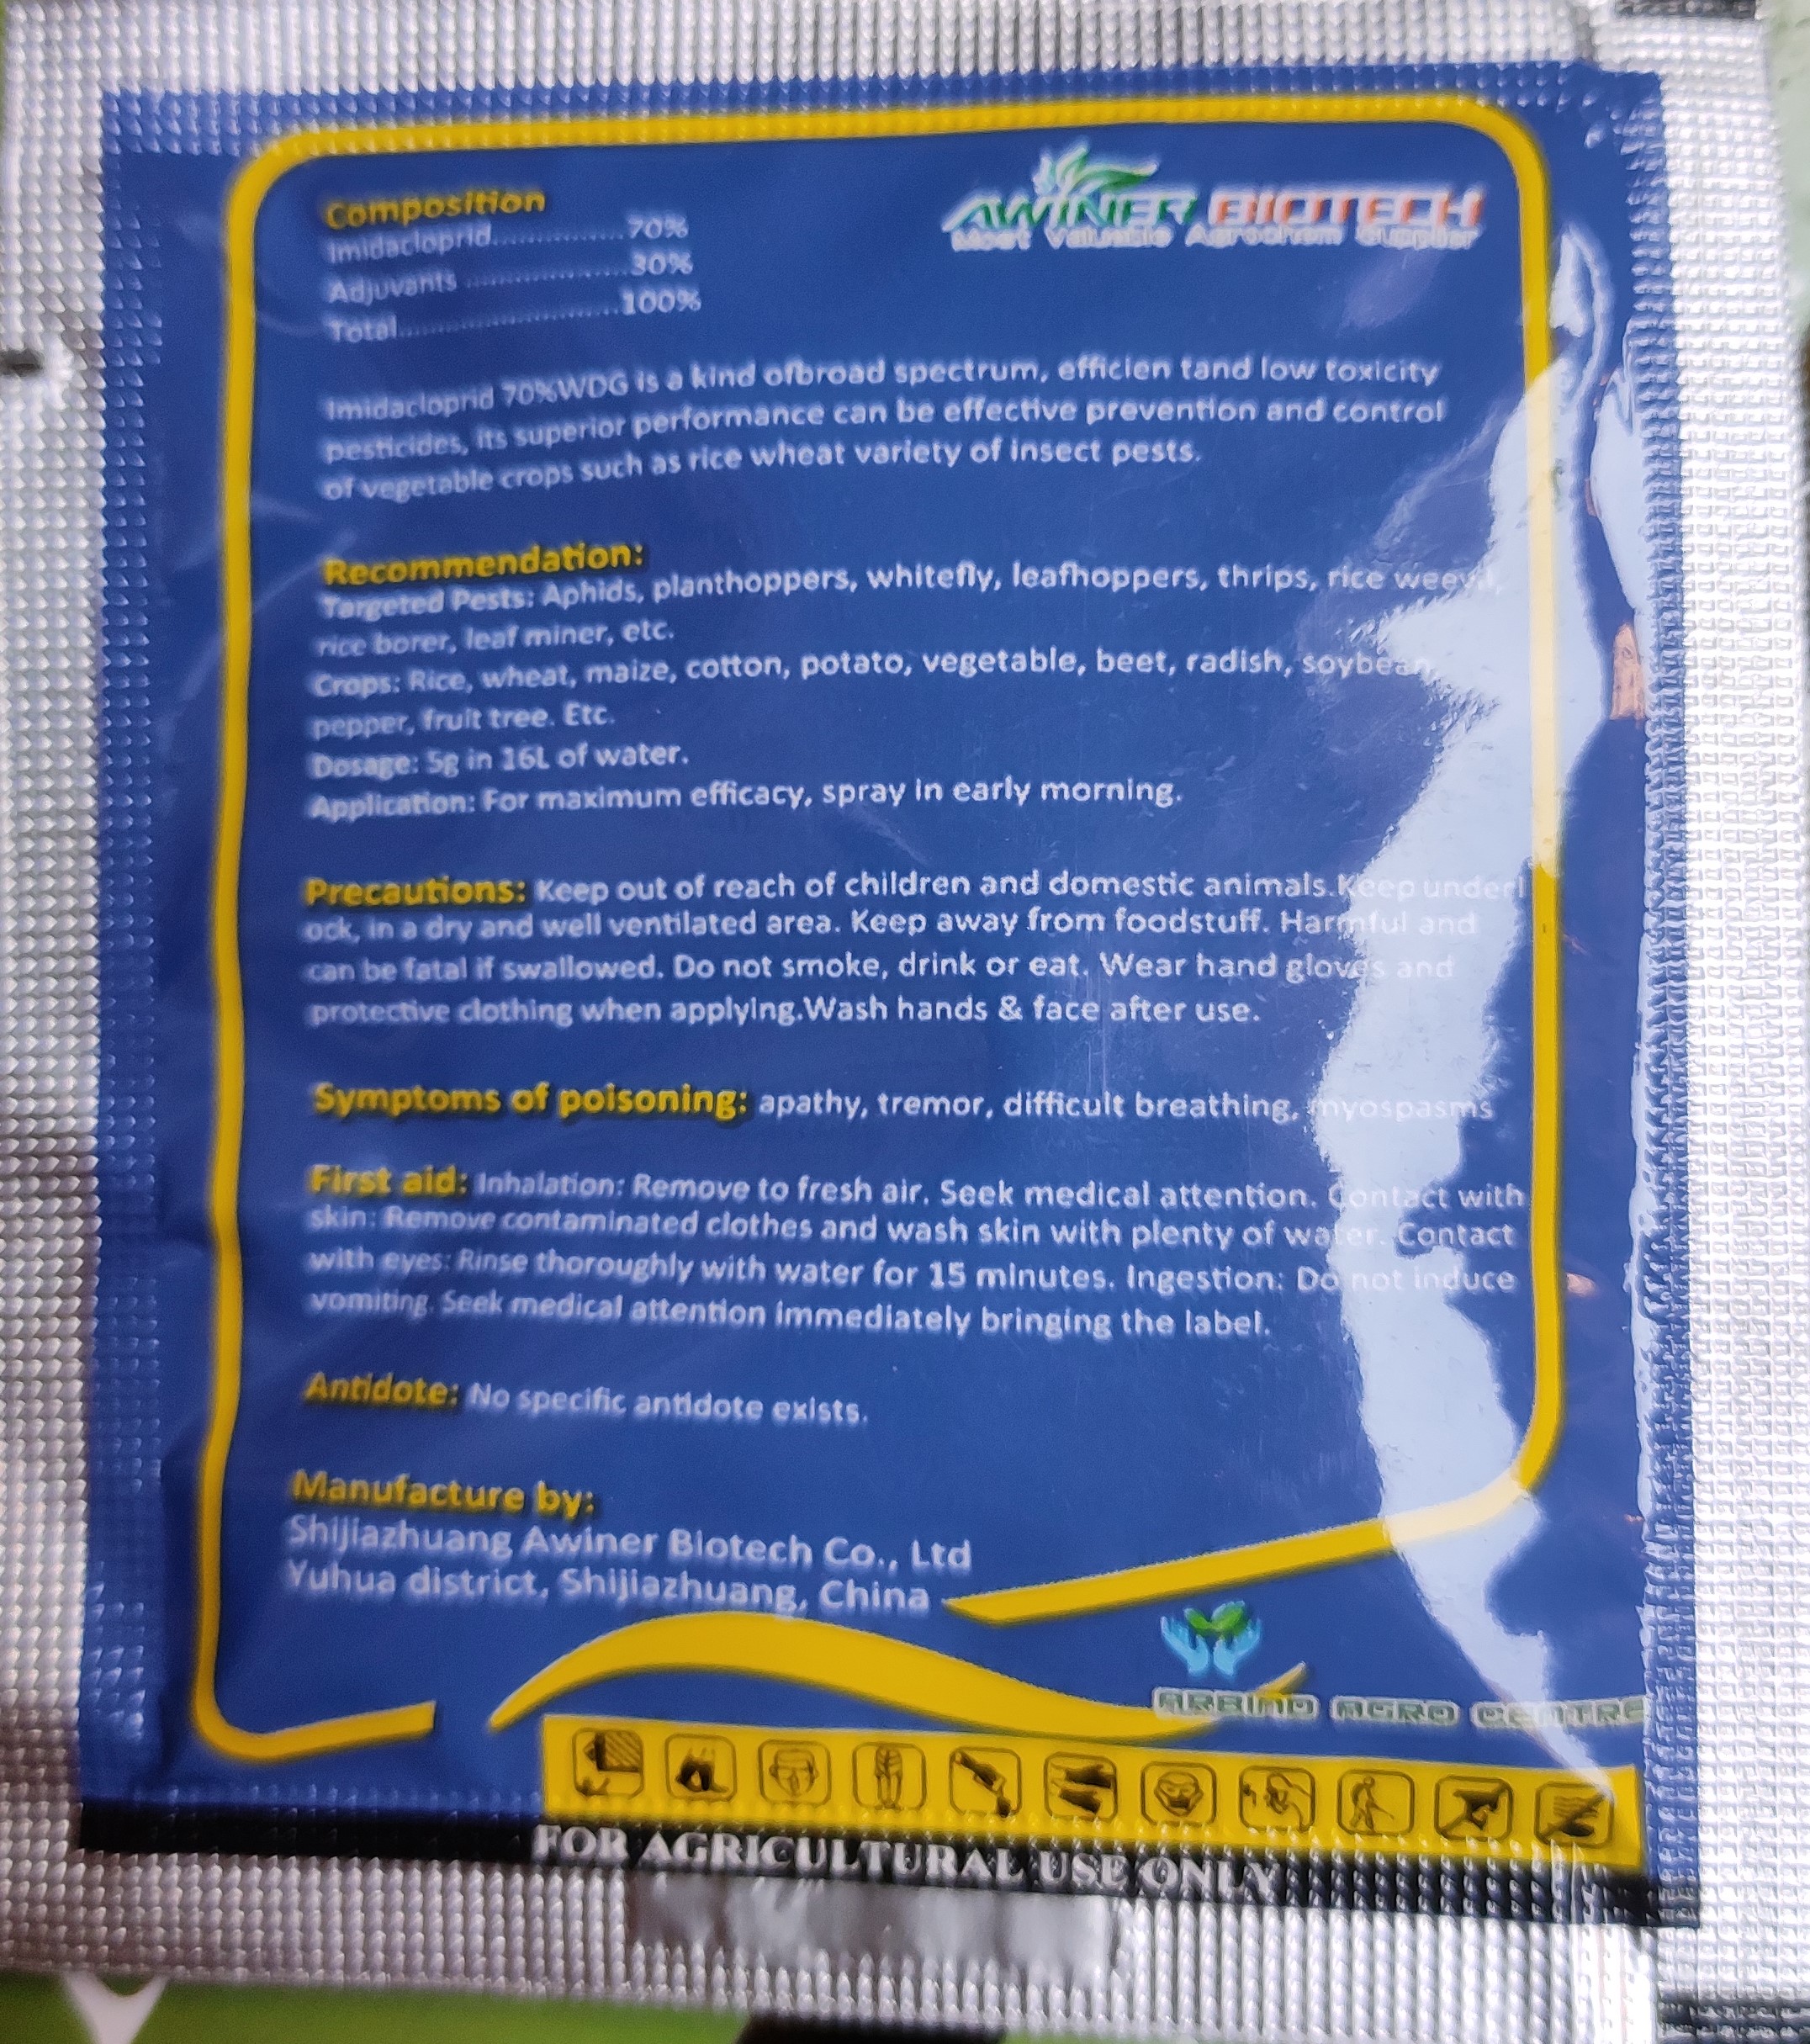 Composition
Imidacloprid..............70%
Adjuvants .................30%
Total.......................100%
AWINER BIOTECH
Most Valuable Agrochem Supplier
Imidacloprid 70%WDG is a kind ofbroad spectrum, efficien tand low toxicity
pesticides, its superior performance can be effective prevention and control
of vegetable crops such as rice wheat variety of insect pests.
Recommendation:
Targeted Pests: Aphids, planthoppers, whitefly, leafhoppers, thrips, rice weevil,
rice borer, leaf miner, etc.
Crops: Rice, wheat, maize, cotton, potato, vegetable, beet, radish, soybean,
pepper, fruit tree. Etc.
Dosage: 5g in 16L of water.
Application: For maximum efficacy, spray in early morning.
Precautions: Keep out of reach of children and domestic animals.Keep underl
ock, in a dry and well ventilated area. Keep away from foodstuff. Harmful and
can be fatal if swallowed. Do not smoke, drink or eat. Wear hand gloves and
protective clothing when applying.Wash hands & face after use.
Symptoms of poisoning: apathy, tremor, difficult breathing, myospasms
First aid: Inhalation: Remove to fresh air. Seek medical attention. Contact with
skin: Remove contaminated clothes and wash skin with plenty of water. Contact
with eyes: Rinse thoroughly with water for 15 minutes. Ingestion: Do not induce
vomiting. Seek medical attention immediately bringing the label.
Antidote: No specific antidote exists.
Manufacture by:
Shijiazhuang Awiner Biotech Co., Ltd
Yuhua district, Shijiazhuang, China
ARBIND AGRO CENTRE
FOR AGRICULTURAL USE ONLY